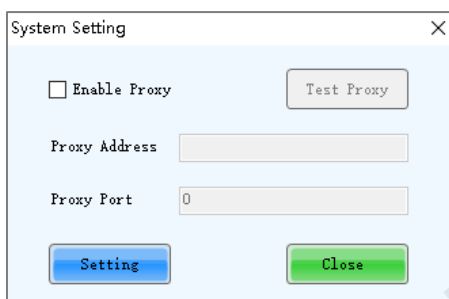 System Setting
Enable Proxy
Test Proxy
Proxy Address
Proxy Port
0
Setting
Close